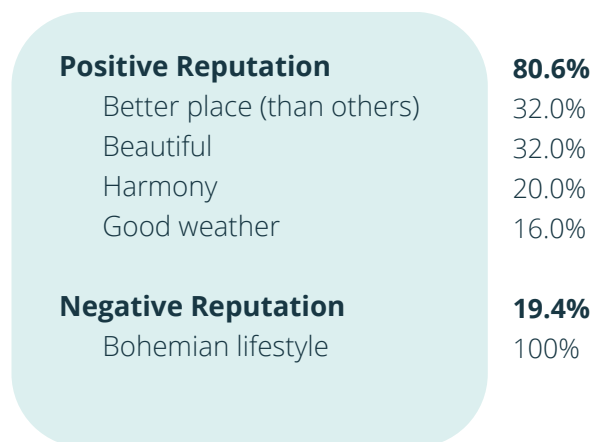 Positive Reputation 80.6%
Better place (than others) 32.0%
Beautiful 32.0%
Harmony 20.0%
Good weather 16.0%
Negative Reputation 19.4%
Bohemian lifestyle 100%